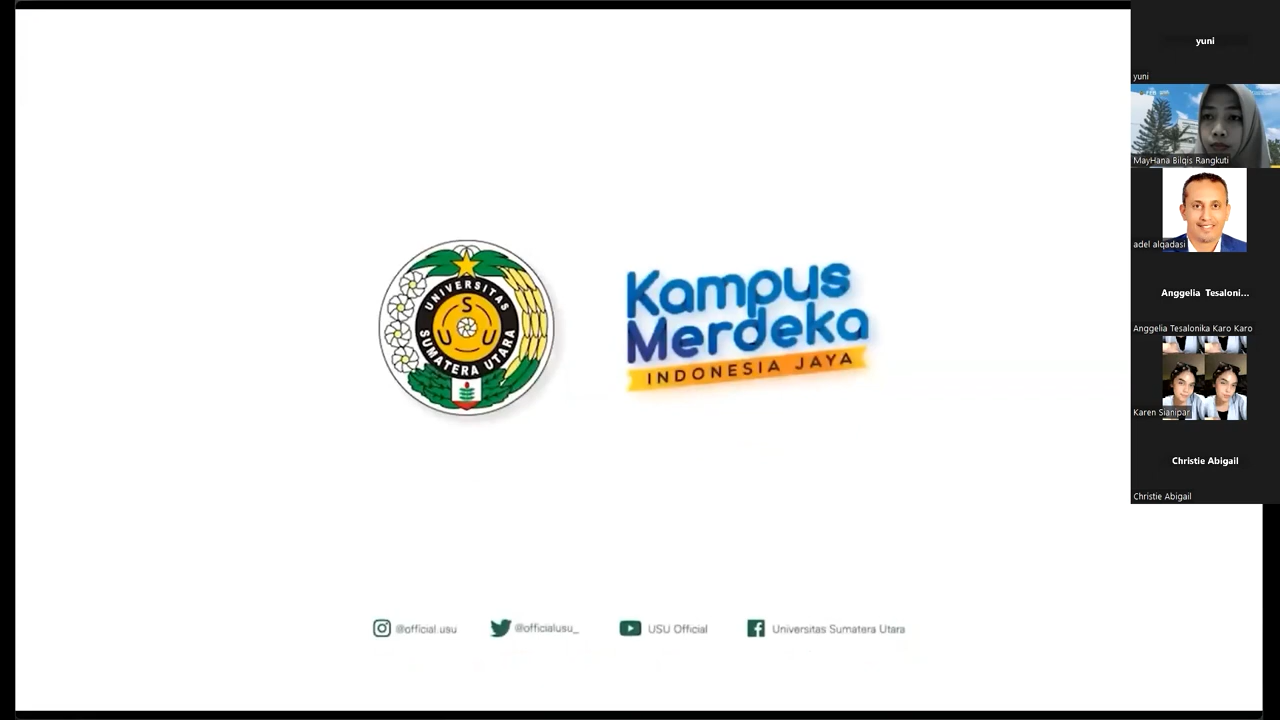 UNIVERSITAS
SUMATERA UTARA
S
U U
Kampus
Merdeka
INDONESIA JAYA
@official.usu
@officialusu_
USU Official
Universitas Sumatera Utara
yuni
yuni
MayHana Bilqis Rangkuti
adel alqadasi
Anggelia Tesaloni...
Anggelia Tesalonika Karo Karo
Karen Sianipar
Christie Abigail
Christie Abigail